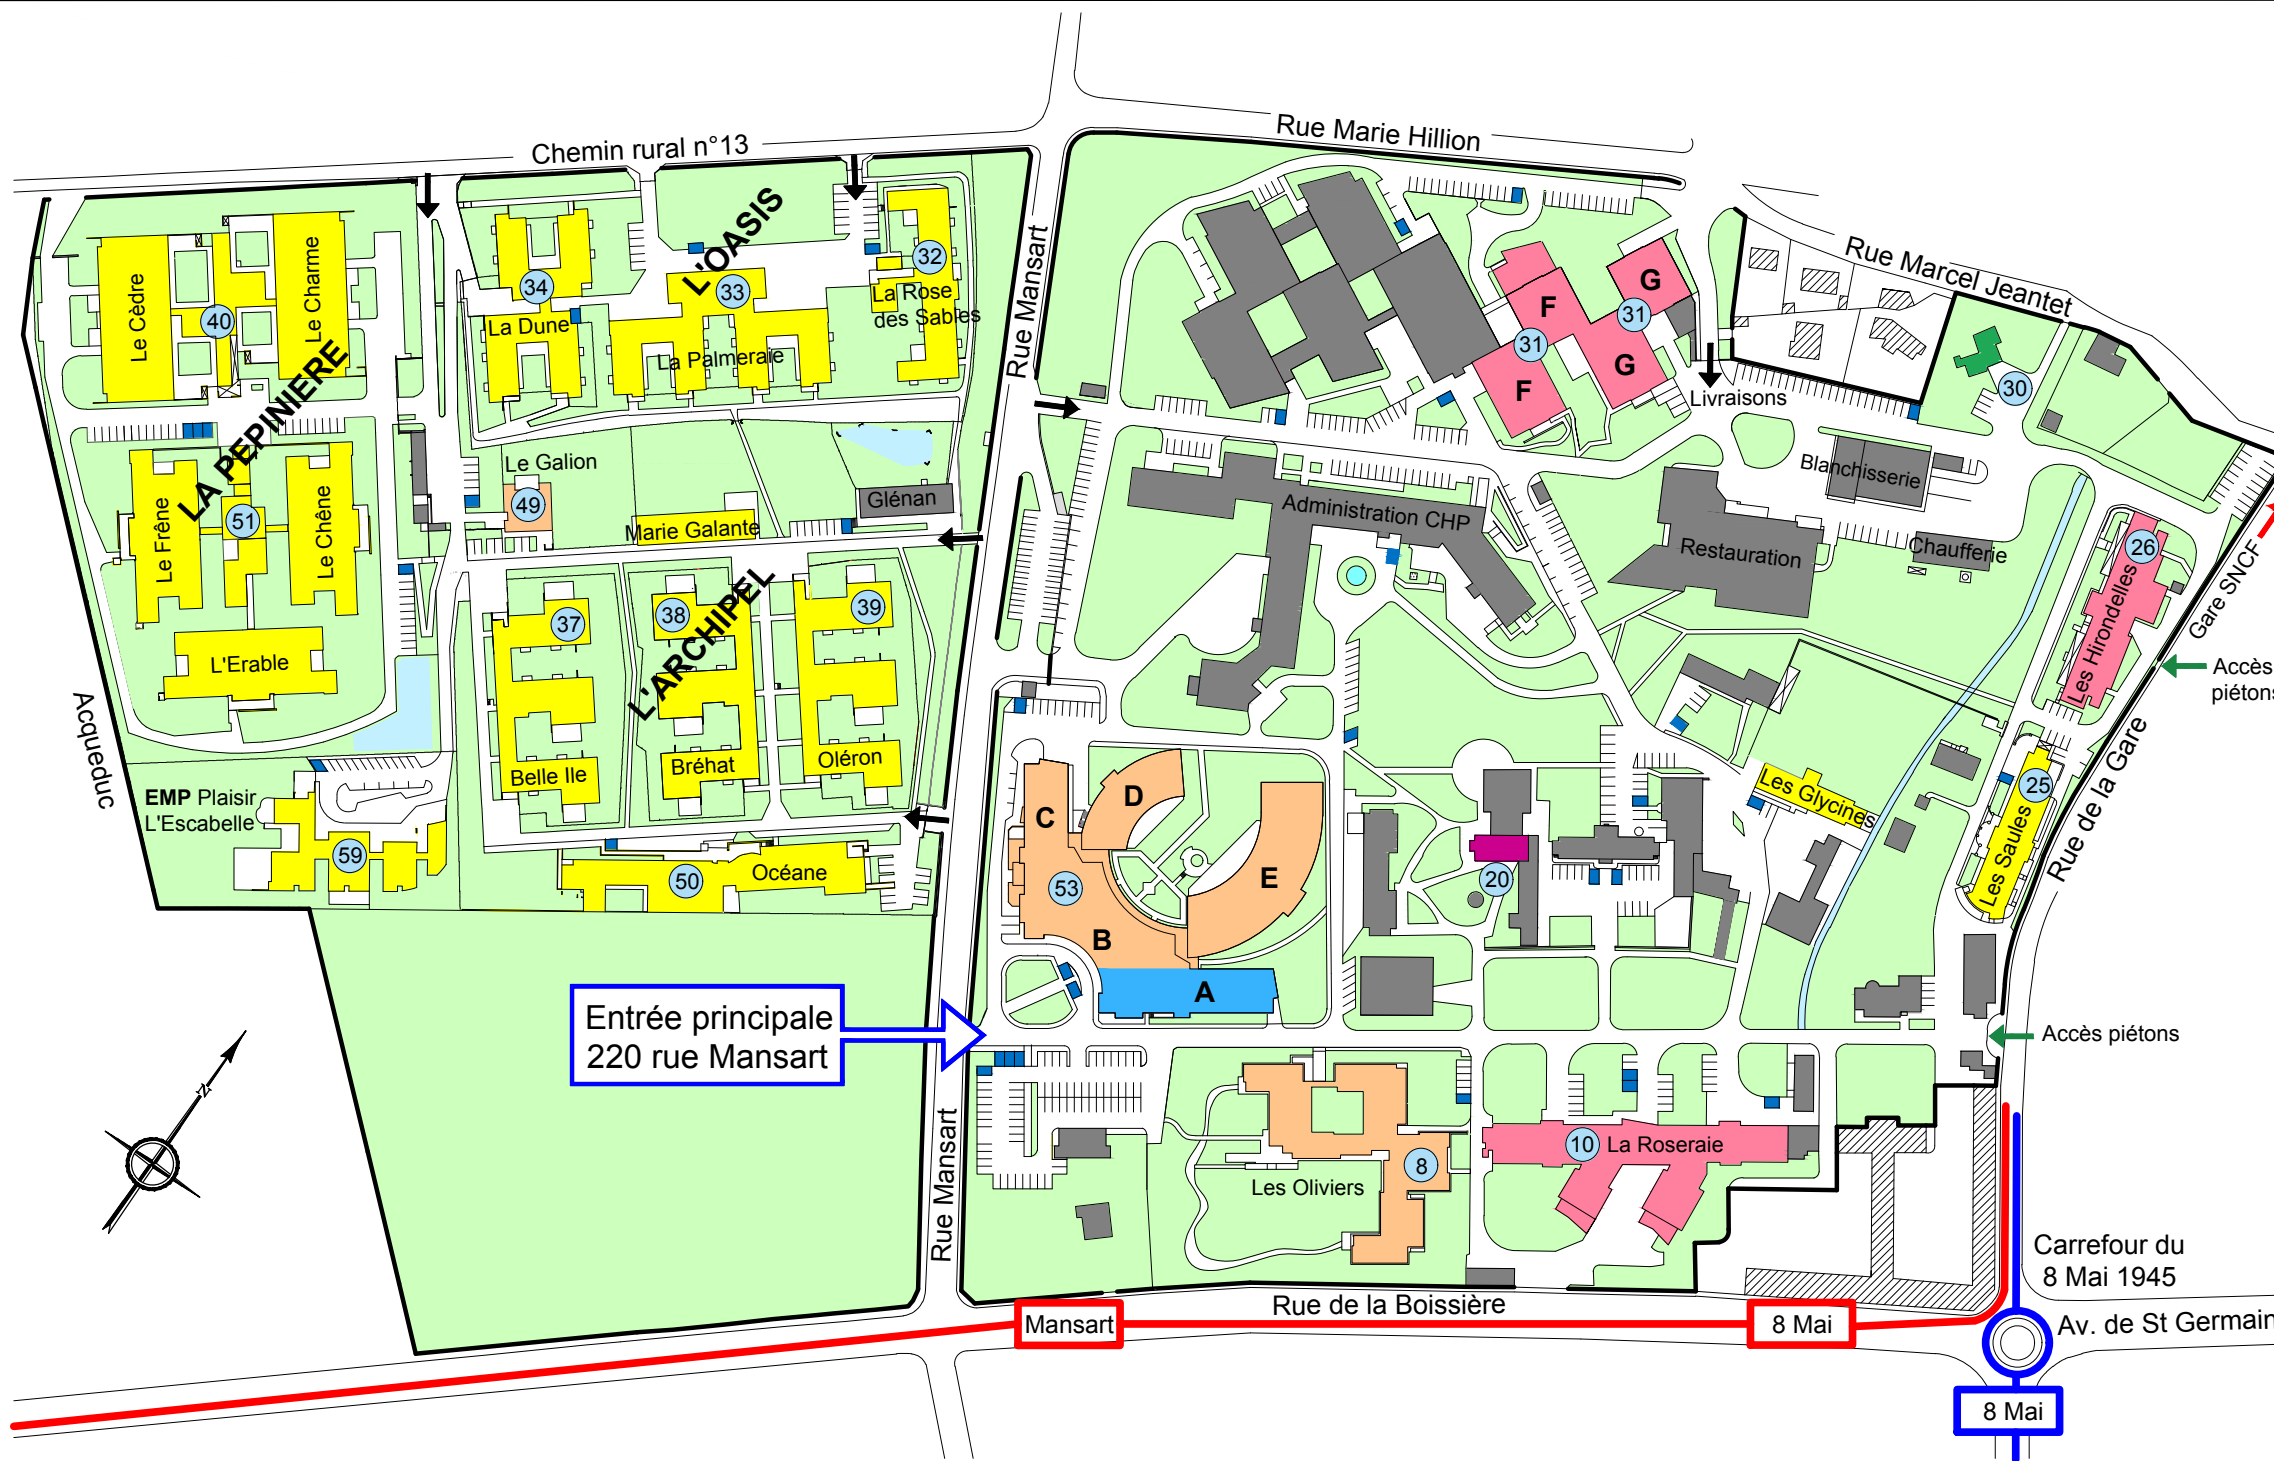 Chemin rural n°13
Rue Marie Hillion
Rue Mansart
Rue Marcel Jeantet
L'OASIS
34
33
32
La Dune
La Palmeraie
La Rose
des Sables
Le Cèdre
40
Le Charme
LA PEPINIERE
Le Frêne
51
Le Chêne
L'Erable
Acqueduc
Le Galion
49
Marie Galante
Glénan
L'ARCHIPEL
37
38
39
Belle Ile
Bréhat
Oléron
EMP Plaisir
L'Escabelle
59
50
Océane
F
G
31
31
F
G
Livraisons
30
Blanchisserie
Administration CHP
Restauration
Chaufferie
26
Les Hirondelles
Gare SNCF
Accès
piétons
Rue de la Gare
25
Les Saules
Les Glycines
20
C
D
E
53
B
A
Entrée principale
220 rue Mansart
Accès piétons
N
Rue Mansart
8
Les Oliviers
10
La Roseraie
Carrefour du
8 Mai 1945
Rue de la Boissière
Mansart
8 Mai
Av. de St Germain
8 Mai